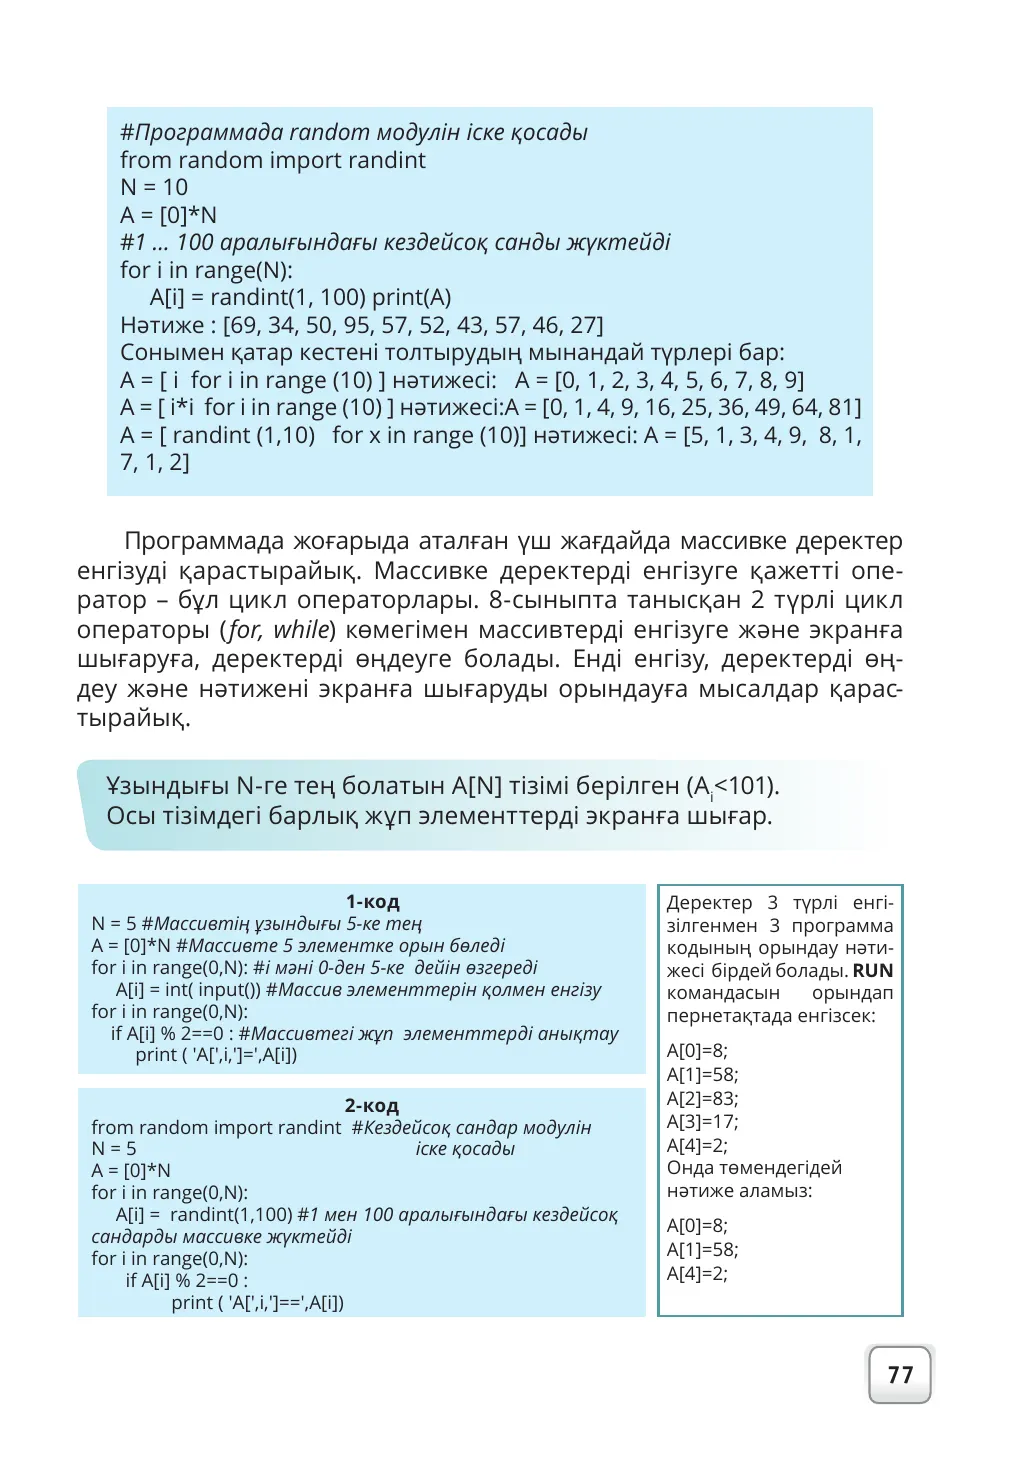 #Программада random модулін іске қосады
from random import randint
N = 10
A = [0]*N
#1 ... 100 аралығындағы кездейсоқ санды жүктейді
for i in range(N):
A[i] = randint(1, 100) print(A)
Нәтиже : [69, 34, 50, 95, 57, 52, 43, 57, 46, 27]
Сонымен қатар кестені толтырудың мынандай түрлері бар:
A = [ i for i in range (10) ] нәтижесі: A = [0, 1, 2, 3, 4, 5, 6, 7, 8, 9]
A = [ i*i for i in range (10) ] нәтижесі:A = [0, 1, 4, 9, 16, 25, 36, 49, 64, 81]
A = [ randint (1,10) for x in range (10)] нәтижесі: A = [5, 1, 3, 4, 9, 8, 1,
7, 1, 2]
Программада жоғарыда аталған үш жағдайда массивке деректер
енгізуді қарастырайық. Массивке деректерді енгізуге қажетті опе-
ратор – бұл цикл операторлары. 8-сыныпта танысқан 2 түрлі цикл
операторы (for, while) көмегімен массивтерді енгізуге және экранға
шығаруға, деректерді өңдеуге болады. Енді енгізу, деректерді өң-
деу және нәтижені экранға шығаруды орындауға мысалдар қарас-
тырайық.
Ұзындығы N-ге тең болатын A[N] тізімі берілген (Ai<101).
Осы тізімдегі барлық жұп элементтерді экранға шығар.
1-код
N = 5 #Массивтің ұзындығы 5-ке тең
A = [0]*N #Массивте 5 элементке орын бөледі
for i in range(0,N): #i мәні 0-ден 5-ке дейін өзгереді
A[i] = int( input()) #Массив элементтерін қолмен енгізу
for i in range(0,N):
if A[i] % 2==0 : #Массивтегі жұп элементтерді анықтау
print ( 'A[',i,']=',A[i])
2-код
from random import randint #Кездейсоқ сандар модулін
N = 5 іске қосады
A = [0]*N
for i in range(0,N):
A[i] = randint(1,100) #1 мен 100 аралығындағы кездейсоқ
сандарды массивке жүктейді
for i in range(0,N):
if A[i] % 2==0 :
print ( 'A[',i,']==',A[i])
Деректер 3 түрлі енгі-
зілгенмен 3 программа
кодының орындау нәти-
жесі бірдей болады. RUN
командасын орындап
пернетақтада енгізсек:
A[0]=8;
A[1]=58;
A[2]=83;
A[3]=17;
A[4]=2;
Онда төмендегідей
нәтиже аламыз:
A[0]=8;
A[1]=58;
A[4]=2;
77